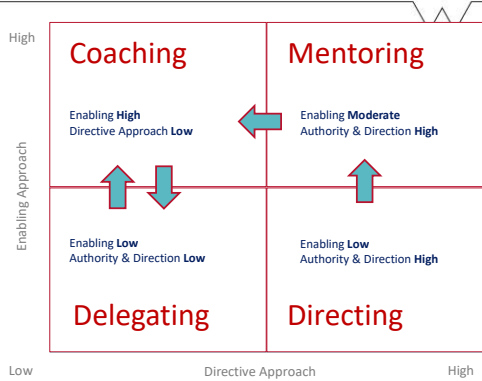 High
Coaching
Mentoring
Enabling High
Directive Approach Low
Enabling Moderate
Authority & Direction High
Enabling Approach
Enabling Low
Authority & Direction Low
Enabling Low
Authority & Direction High
Delegating
Directing
Low
Directive Approach
High